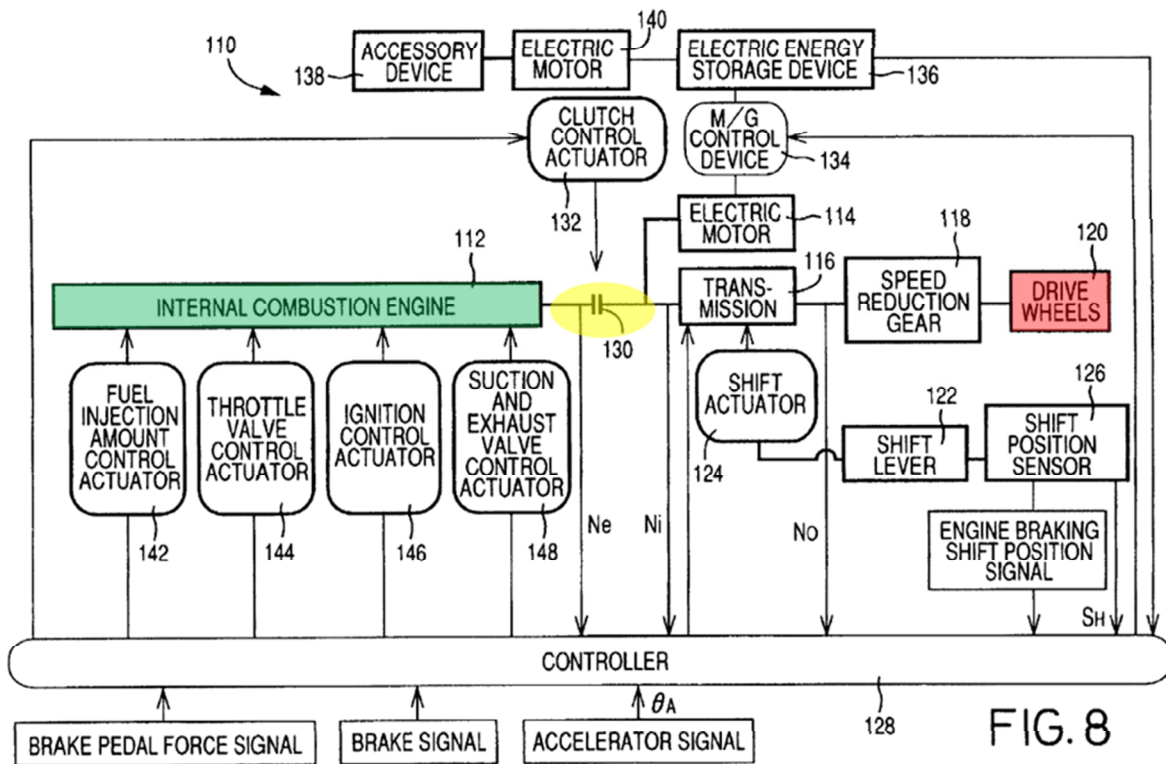 110
138
ACCESSORY
DEVICE
ELECTRIC
MOTOR
140
ELECTRIC ENERGY
STORAGE DEVICE
136
CLUTCH
CONTROL
ACTUATOR
132
M/G
CONTROL
DEVICE
134
ELECTRIC
MOTOR
114
112
INTERNAL COMBUSTION ENGINE
130
TRANS-
MISSION
116
118
SPEED
REDUCTION
GEAR
120
DRIVE
WHEELS
FUEL
INJECTION
AMOUNT
CONTROL
ACTUATOR
142
THROTTLE
VALVE
CONTROL
ACTUATOR
144
IGNITION
CONTROL
ACTUATOR
146
SUCTION AND
EXHAUST
VALVE
CONTROL
ACTUATOR
148
SHIFT
ACTUATOR
124
122
SHIFT
LEVER
126
SHIFT
POSITION
SENSOR
Ne
Ni
No
ENGINE BRAKING
SHIFT POSITION
SIGNAL
SH
CONTROLLER
128
θA
BRAKE PEDAL FORCE SIGNAL
BRAKE SIGNAL
ACCELERATOR SIGNAL
FIG. 8